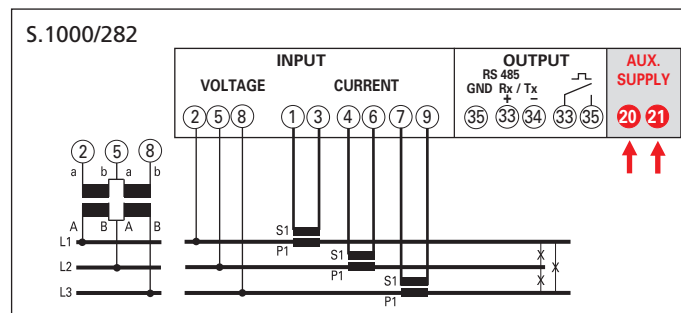 S.1000/282
INPUT
OUTPUT
AUX.
SUPPLY
VOLTAGE
CURRENT
RS 485
GND Rx / Tx
+ −
2 5 8 1 3 4 6 7 9 35 33 34 33 35 20 21
2 5 8
a b a b
A B A B
S1
L1
P1
S1
L2
P1
S1
L3
P1
X
X
X